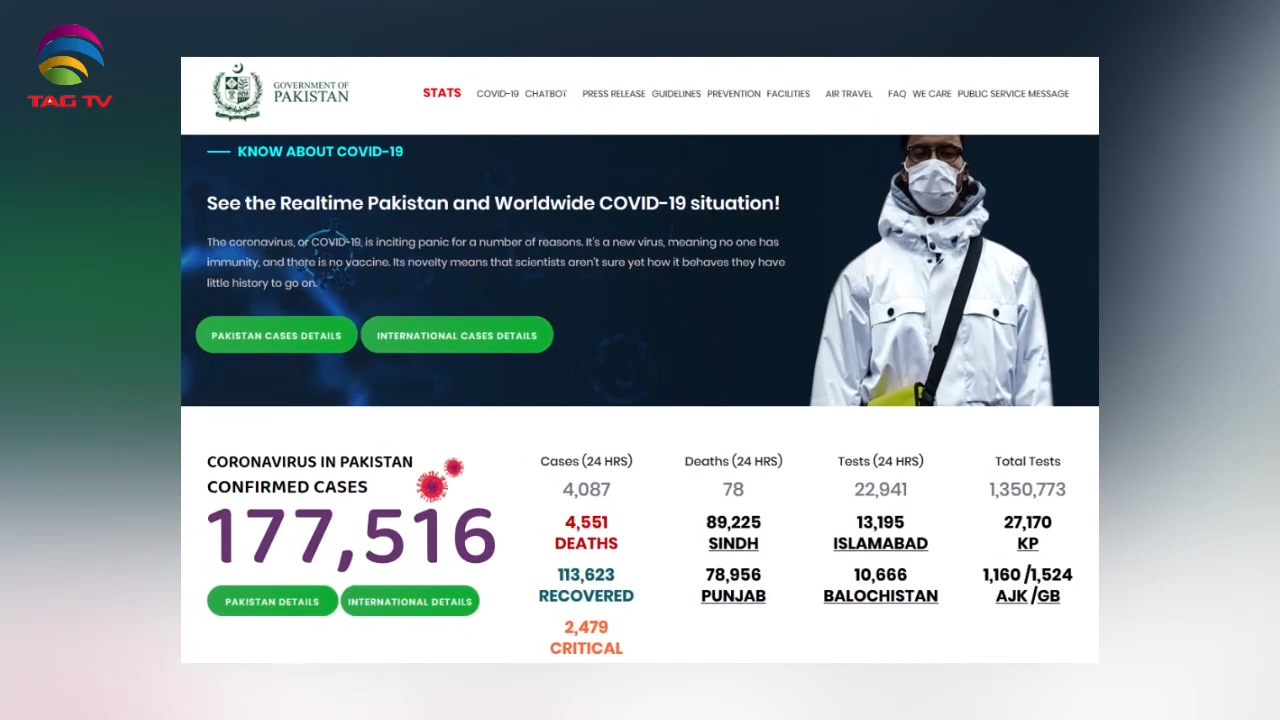 TAG TV
GOVERNMENT OF
PAKISTAN
STATS COVID-19 CHATBOT PRESS RELEASE GUIDELINES PREVENTION FACILITIES AIR TRAVEL FAQ WE CARE PUBLIC SERVICE MESSAGE
KNOW ABOUT COVID-19
See the Realtime Pakistan and Worldwide COVID-19 situation!
The coronavirus, or COVID-19, is inciting panic for a number of reasons. It's a new virus, meaning no one has
immunity, and there is no vaccine. Its novelty means that scientists aren't sure yet how it behaves they have
little history to go on.
PAKISTAN CASES DETAILS INTERNATIONAL CASES DETAILS
CORONAVIRUS IN PAKISTAN
CONFIRMED CASES
177,516
PAKISTAN DETAILS INTERNATIONAL DETAILS
Cases (24 HRS) Deaths (24 HRS) Tests (24 HRS) Total Tests
4,087 78 22,941 1,350,773
4,551 89,225 13,195 27,170
DEATHS SINDH ISLAMABAD KP
113,623 78,956 10,666 1,160 /1,524
RECOVERED PUNJAB BALOCHISTAN AJK /GB
2,479
CRITICAL